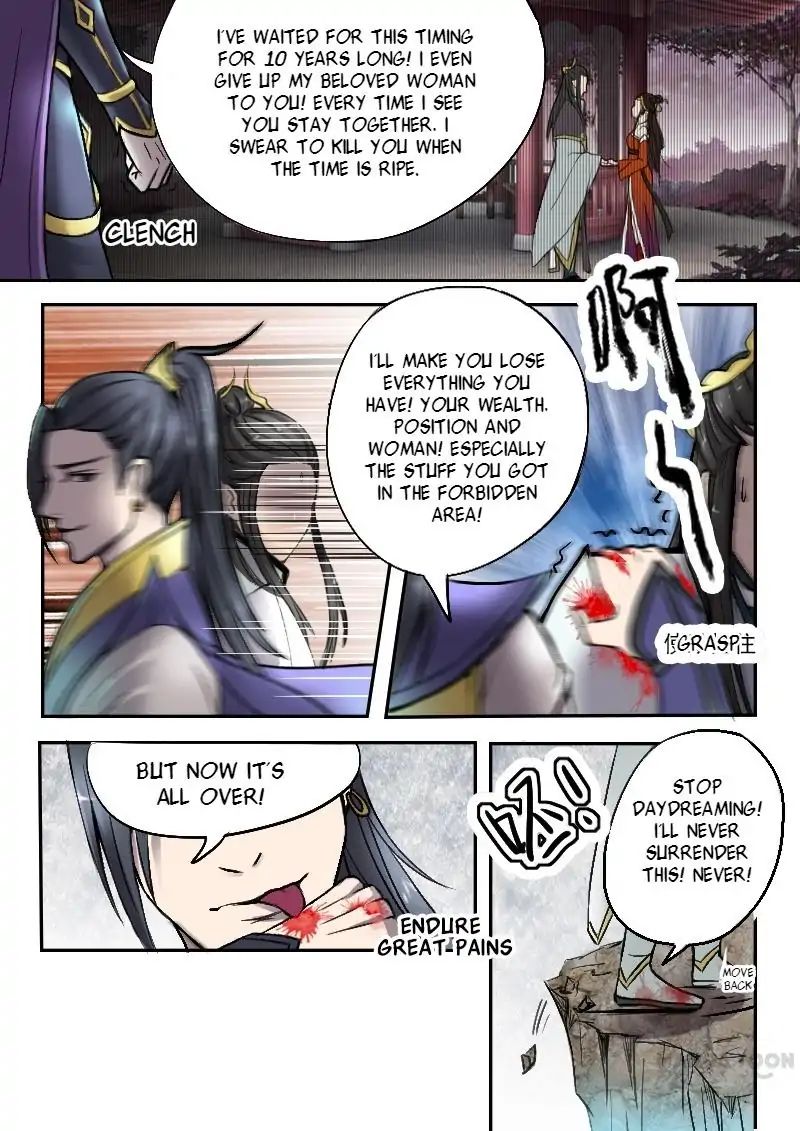 I'VE WAITED FOR THIS TIMING
FOR 10 YEARS LONG! I EVEN
GIVE UP MY BELOVED WOMAN
TO YOU! EVERY TIME I SEE
YOU STAY TOGETHER. I
SWEAR TO KILL YOU WHEN
THE TIME IS RIPE.
CLENCH
啊
I'LL MAKE YOU LOSE
EVERYTHING YOU
HAVE! YOUR WEALTH.
POSITION AND
WOMAN! ESPECIALLY
THE STUFF YOU GOT
IN THE FORBIDDEN
AREA!
GRASP
BUT NOW IT'S
ALL OVER!
ENDURE
GREAT PAINS
STOP
DAYDREAMING!
I'LL NEVER
SURRENDER
THIS! NEVER!
MOVE
BACK